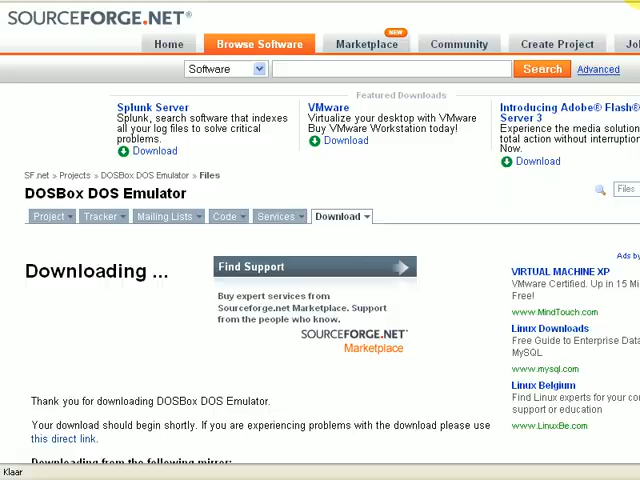 SOURCEFORGE.NET®
NEW
Home Browse Software Marketplace Community Create Project
Software Search Advanced
Featured Downloads
Splunk Server
Splunk, search software that indexes
all your log files to solve critical
problems.
Download
VMware
Virtualize your desktop with VMware
Buy VMware Workstation today!
Download
Introducing Adobe® Flash®
Server 3
Experience the media solution
total action without interruption
Now.
Download
SF.net » Projects » DOSBox DOS Emulator » Files
DOSBox DOS Emulator
Files
Project Tracker Mailing Lists Code Services Download
Downloading ...
Find Support
Buy expert services from
Sourceforge.net Marketplace. Support
from the people who know.
SOURCEFORGE.NET®
Marketplace
Ads by
VIRTUAL MACHINE XP
VMware Certified. Up in 15 Mi
Free!
www.MindTouch.com
Linux Downloads
Free Guide to Enterprise Data
MySQL.
www.mysql.com
Linux Belgium
Find Linux experts for your co
support or education
www.LinuxBe.com
Thank you for downloading DOSBox DOS Emulator.
Your download should begin shortly. If you are experiencing problems with the download please use
this direct link.
Downloading from the following mirror:
Klaar